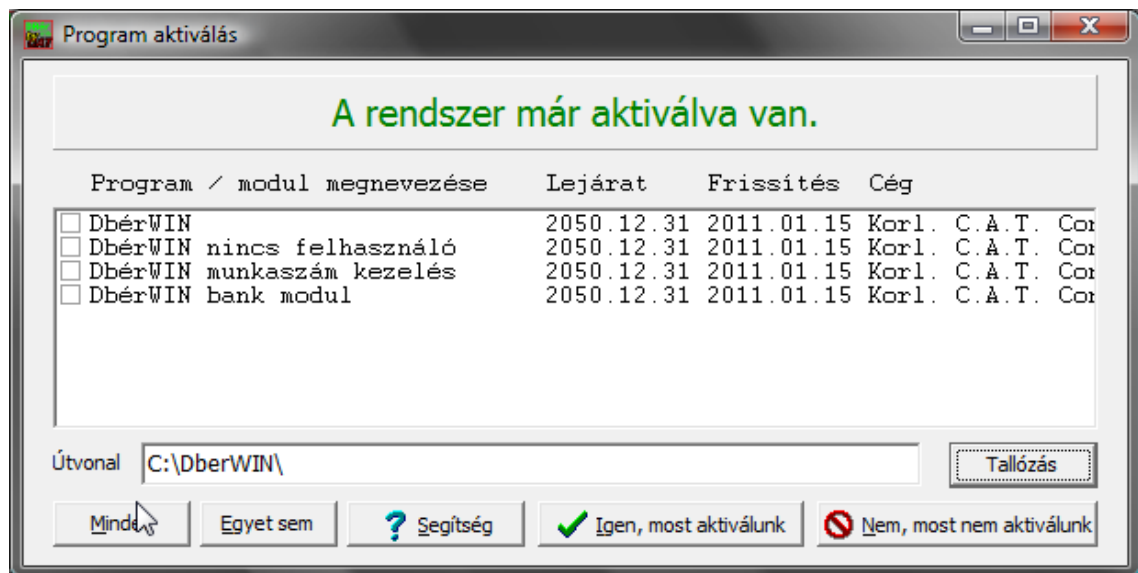 Program aktiválás
A rendszer már aktiválva van.
Program / modul megnevezése Lejárat Frissítés Cég
DbérWIN 2050.12.31 2011.01.15 Korl. C.A.T.
DbérWIN nincs felhasználó 2050.12.31 2011.01.15 Korl. C.A.T.
DbérWIN munkaszám kezelés 2050.12.31 2011.01.15 Korl. C.A.T.
DbérWIN bank modul 2050.12.31 2011.01.15 Korl. C.A.T.
Útvonal C:\DberWIN\ Tallózás
Egyet sem Segítség Igen, most aktiválunk Nem, most nem aktiválunk